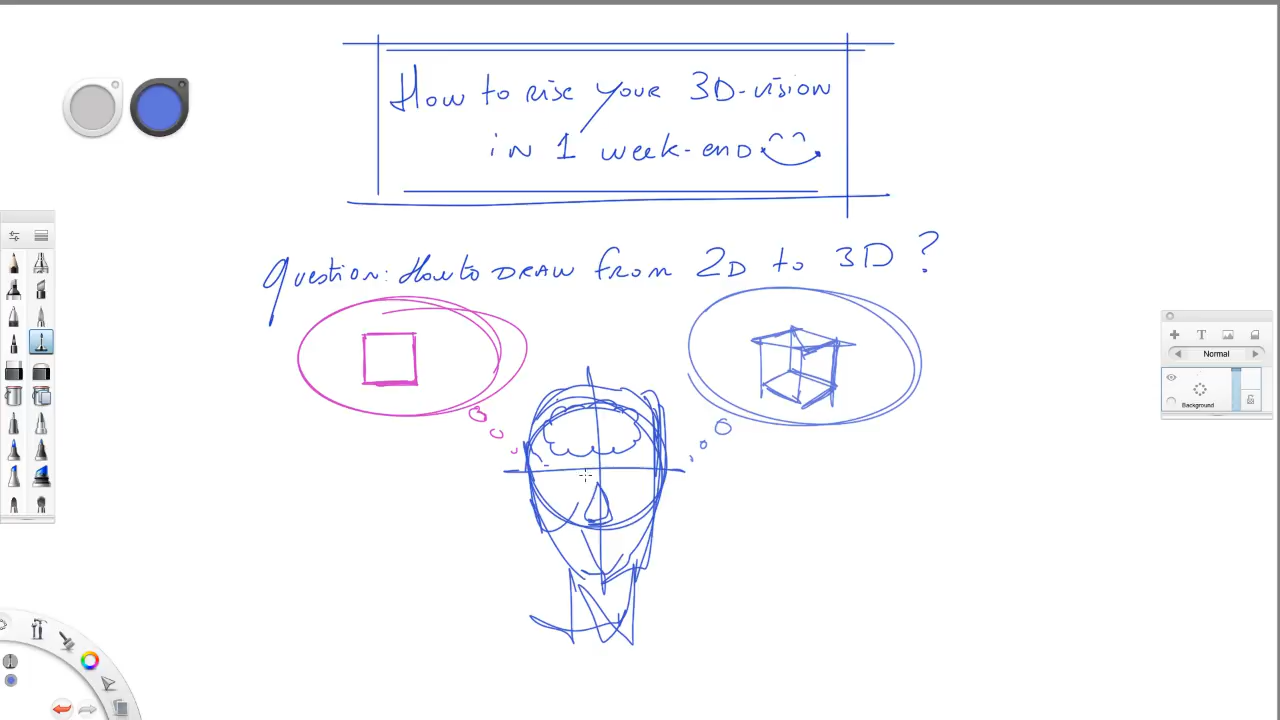 How to rise your 3D-vision
in 1 week-end
Question: How to DRAW from 2D to 3D ?
Normal
Background